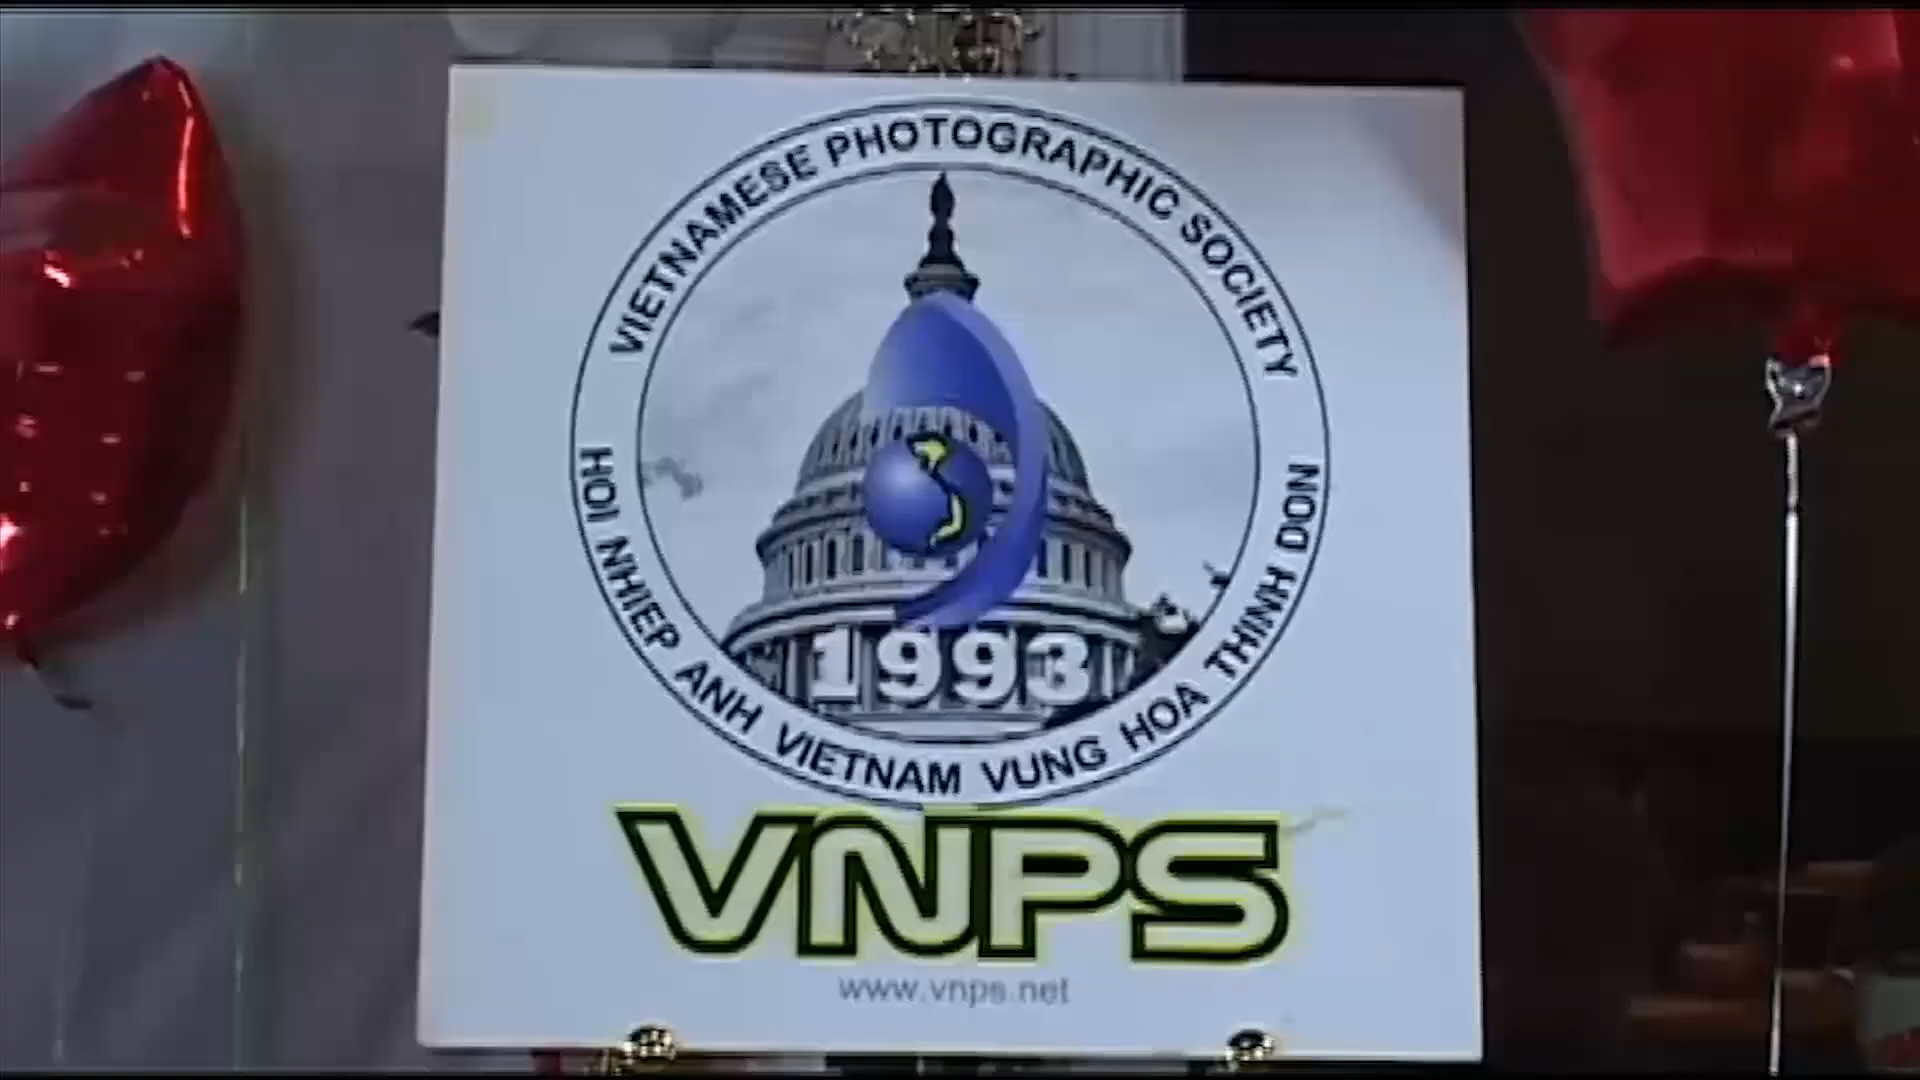 VIETNAMESE PHOTOGRAPHIC SOCIETY
HOI NHIEP ANH VIETNAM VUNG HOA THINH DON
1993
VNPS
www.vnps.net